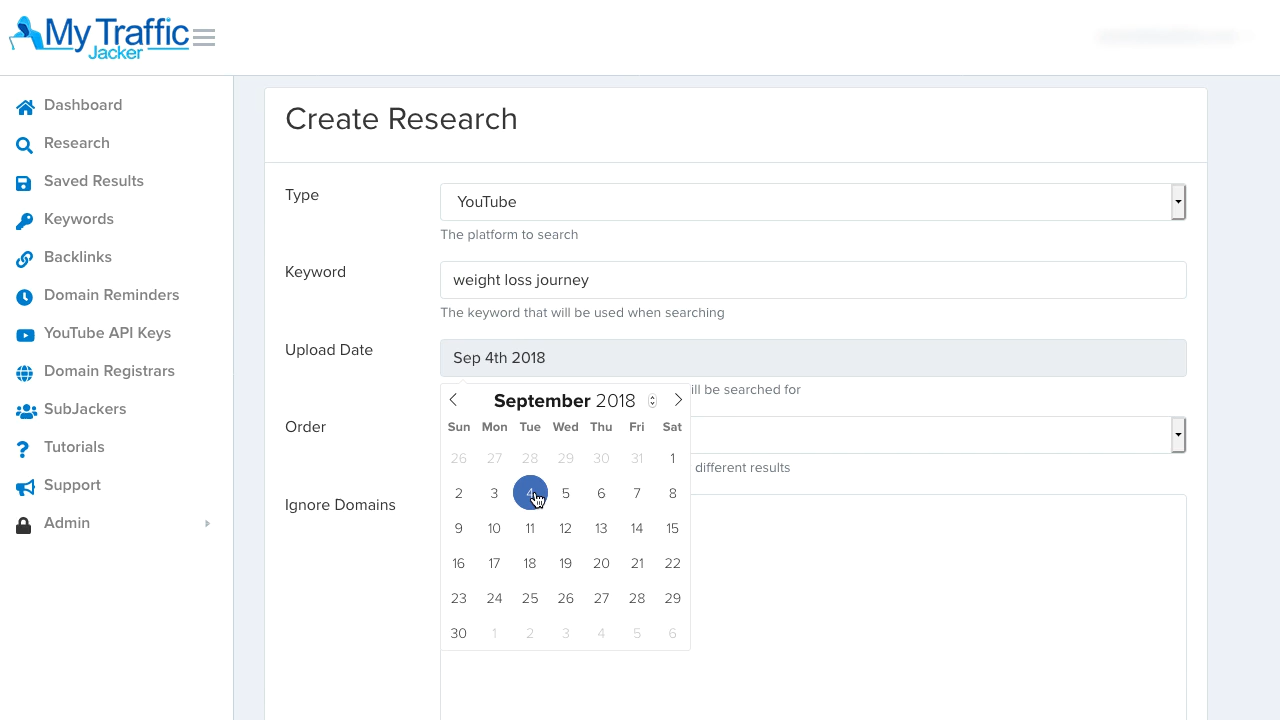 My Traffic
Jacker
Dashboard
Research
Saved Results
Keywords
Backlinks
Domain Reminders
YouTube API Keys
Domain Registrars
SubJackers
Tutorials
Support
Admin
Create Research
Type
YouTube
The platform to search
Keyword
weight loss journey
The keyword that will be used when searching
Upload Date
Sep 4th 2018
ill be searched for
September 2018
Sun Mon Tue Wed Thu Fri Sat
26 27 28 29 30 31 1
2 3 4 5 6 7 8
9 10 11 12 13 14 15
16 17 18 19 20 21 22
23 24 25 26 27 28 29
30 1 2 3 4 5 6
Order
different results
Ignore Domains